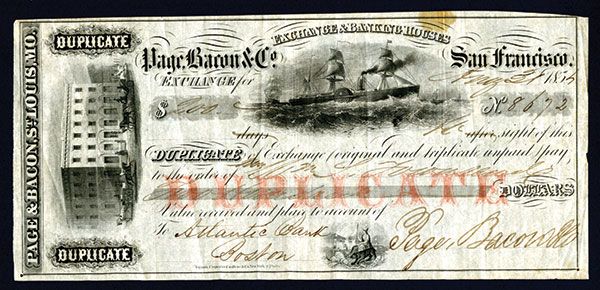 PAGE & BACON, ST. LOUIS, MO.
DUPLICATE
DUPLICATE
EXCHANGE & BANKING HOUSES
Page, Bacon & Co. San Francisco.
EXCHANGE for
$ 200. No 8672
days after sight of this
DUPLICATE of Exchange (original and triplicate unpaid) pay
to the order of
DUPLICATE
DOLLARS
Value received and place to account of
To Atlantic Bank
Boston
Page, Bacon & Co